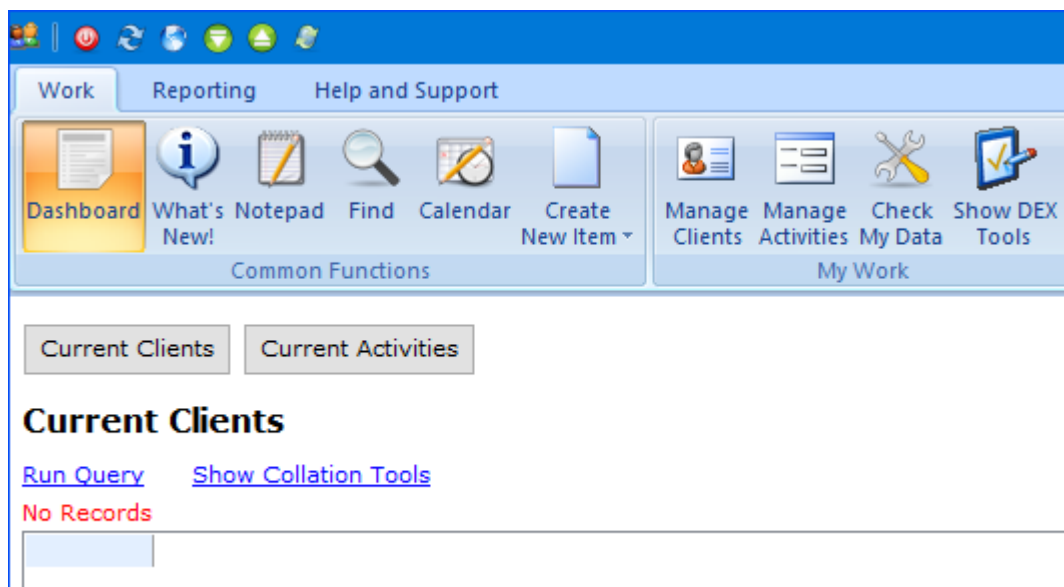 Work Reporting Help and Support
Dashboard What's New! Notepad Find Calendar Create New Item Manage Clients Manage Activities Check My Data Show DEX Tools
Common Functions My Work
Current Clients Current Activities
Current Clients
Run Query Show Collation Tools
No Records